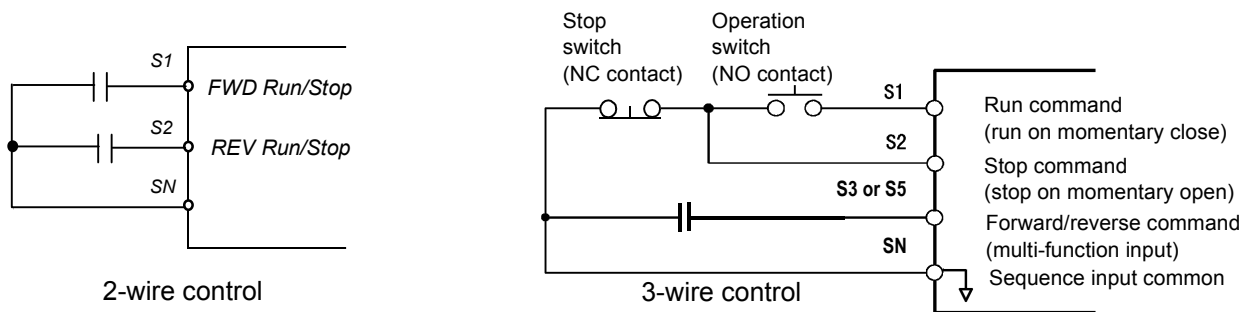 S1
FWD Run/Stop
S2
REV Run/Stop
SN
2-wire control
Stop
switch
(NC contact)
Operation
switch
(NO contact)
S1
Run command
(run on momentary close)
S2
Stop command
(stop on momentary open)
S3 or S5
Forward/reverse command
(multi-function input)
SN
Sequence input common
3-wire control